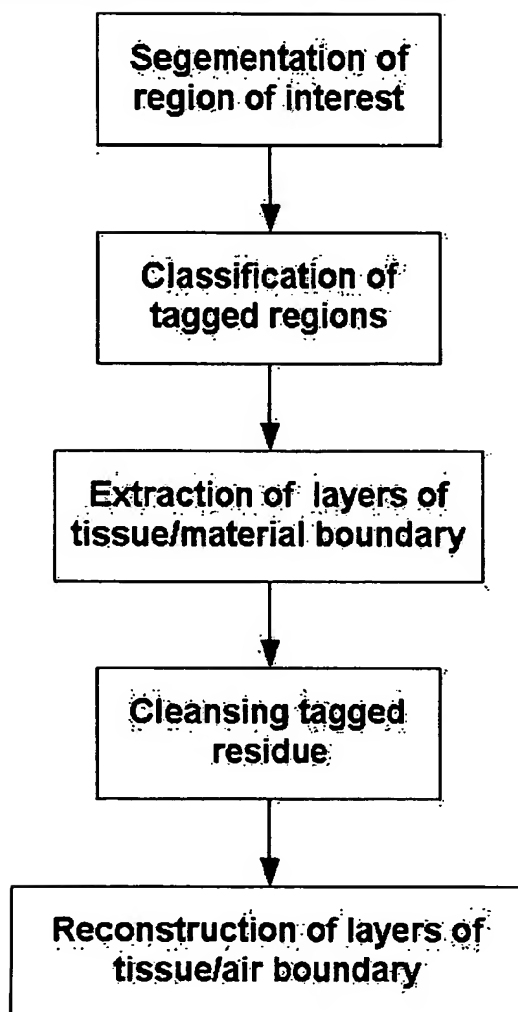 Segementation of
region of interest
Classification of
tagged regions
Extraction of layers of
tissue/material boundary
Cleansing tagged
residue
Reconstruction of layers of
tissue/air boundary